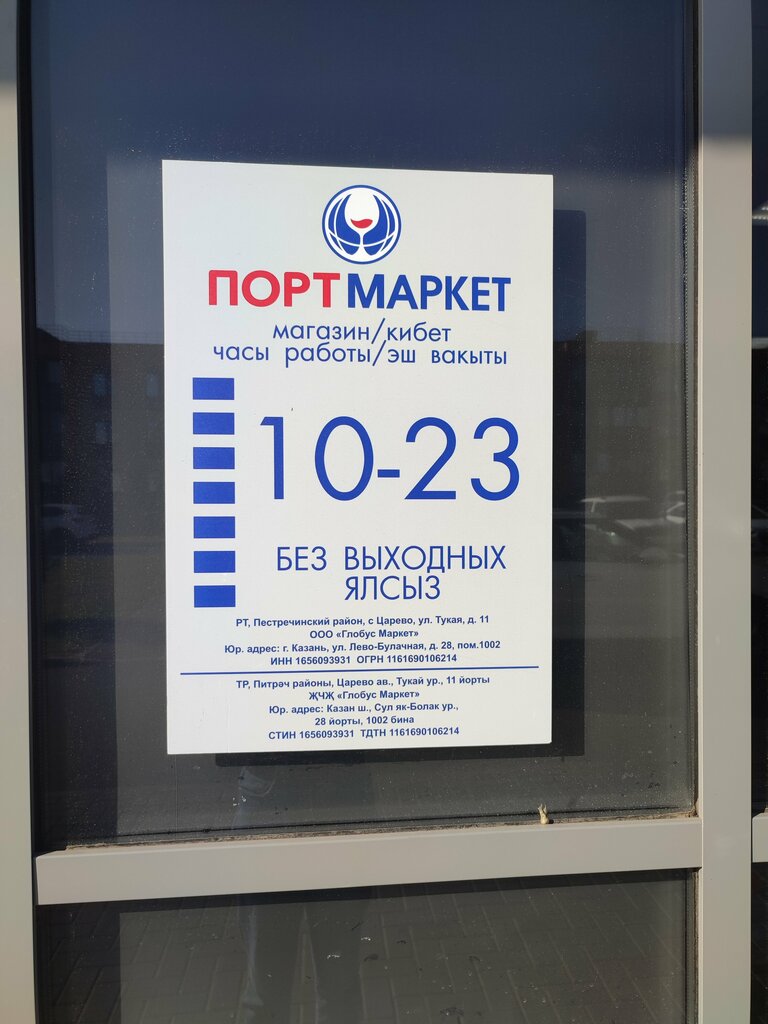 ПОРТ МАРКЕТ
магазин/кибет
часы работы/эш вакыты
10-23
БЕЗ ВЫХОДНЫХ
ЯЛСЫЗ
РТ, Пестречинский район, с Царево, ул. Тукая, д. 11
ООО «Глобус Маркет»
Юр. адрес: г. Казань, ул. Лево-Булачная, д. 28, пом.1002
ИНН 1656093931 ОГРН 1161690106214
ТР, Питрәч районы, Царево ав., Тукай ур., 11 йорты
ҖЧҖ «Глобус Маркет»
Юр. адрес: Казан ш., Сул як-Болак ур.,
28 йорты, 1002 бина
СТИН 1656093931 ТДТН 1161690106214